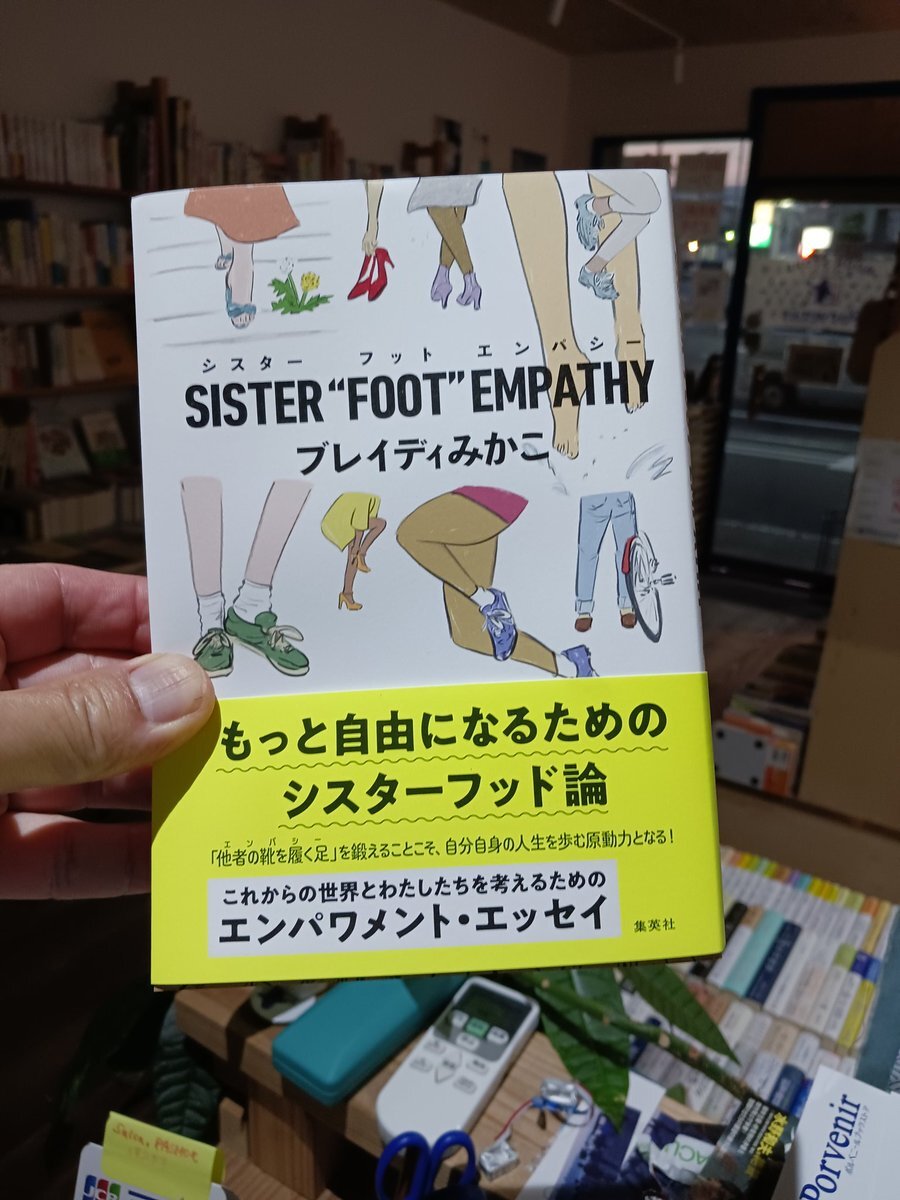 シスター フット エンパシー
SISTER “FOOT” EMPATHY
ブレイディみかこ
もっと自由になるための
シスターフッド論
エンパシー
「他者の靴を履く足」を鍛えることこそ、自分自身の人生を歩む原動力となる!
これからの世界とわたしたちを考えるための
エンパワメント・エッセイ
集英社
Porvenir
JCB